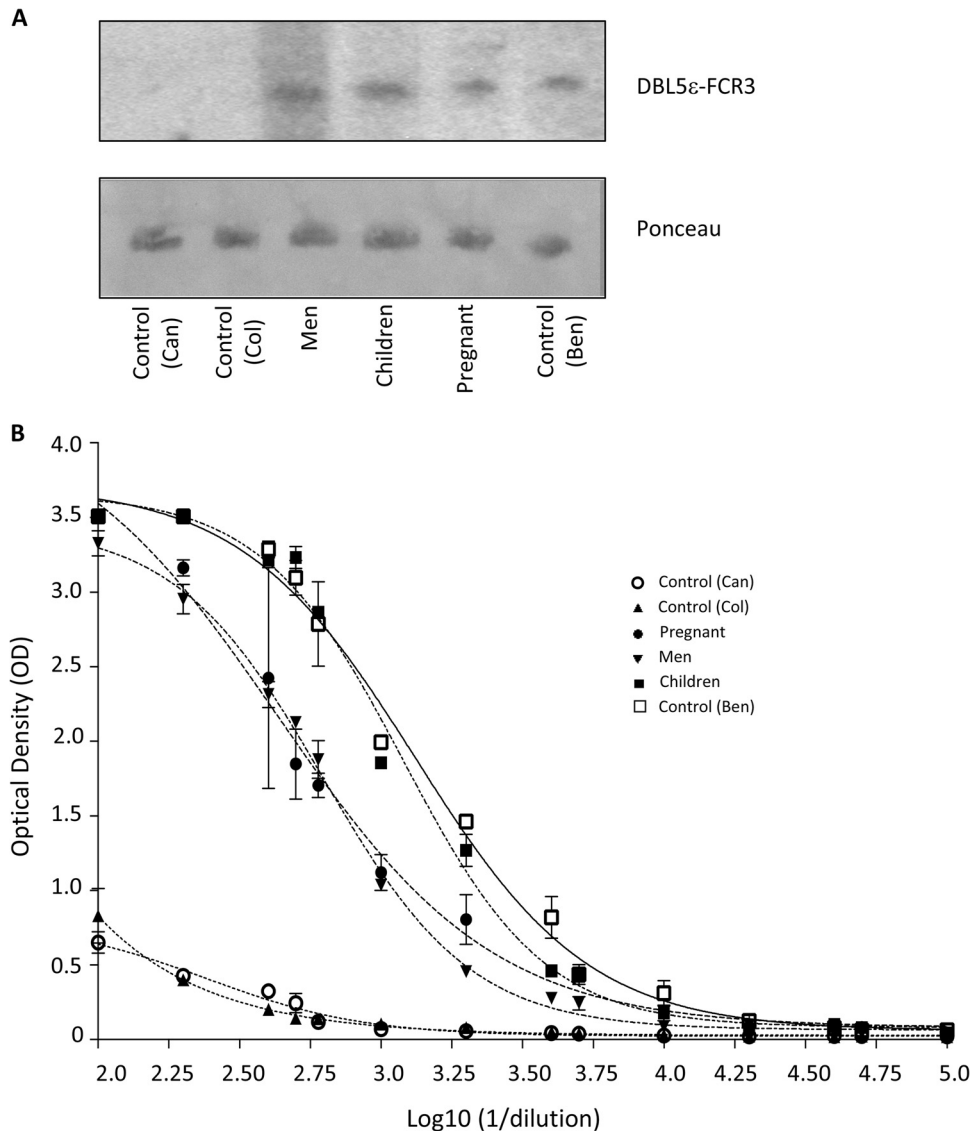 A
DBL5ε-FCR3
Ponceau
Control (Can)
Control (Col)
Men
Children
Pregnant
Control (Ben)
B
4.0
3.5
3.0
2.5
2.0
1.5
1.0
0.5
0
Optical Density (OD)
Control (Can)
Control (Col)
Pregnant
Men
Children
Control (Ben)
2.0 2.25 2.50 2.75 3.0 3.25 3.50 3.75 4.0 4.25 4.50 4.75 5.0
Log10 (1/dilution)